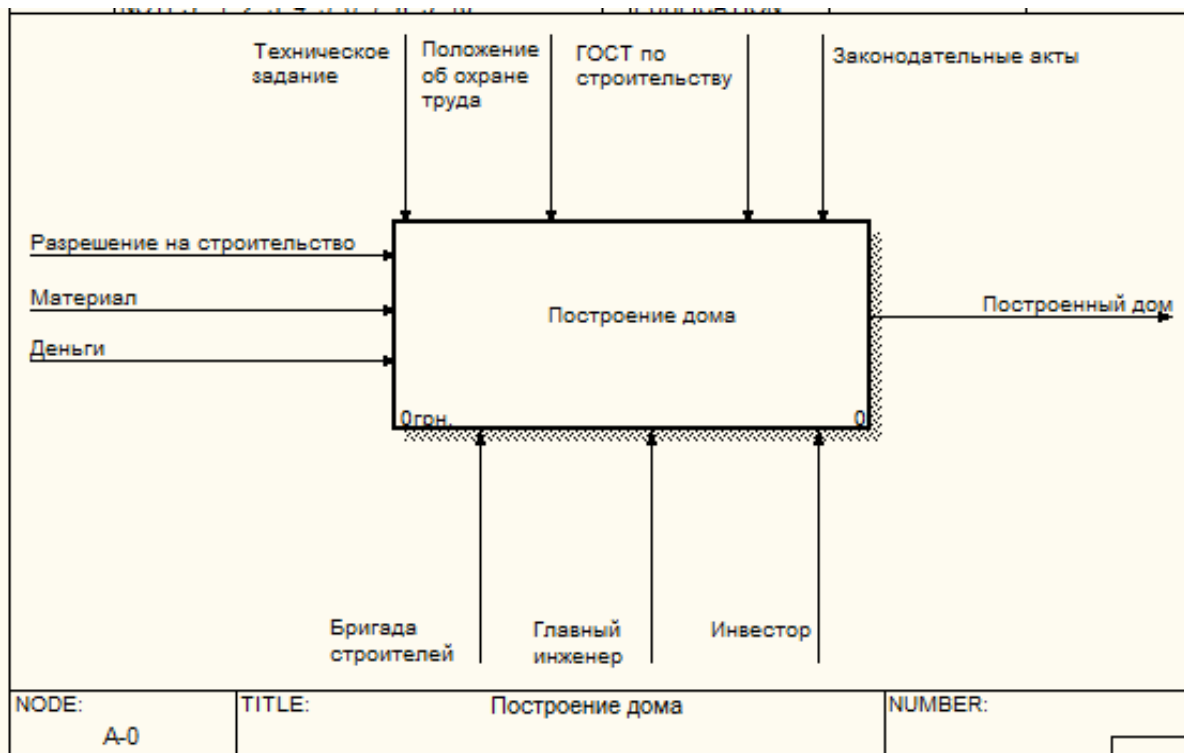 Техническое
задание
Положение
об охране
труда
ГОСТ по
строительству
Законодательные акты
Разрешение на строительство
Материал
Деньги
Построение дома
Построенный дом
0грн.
0
Бригада
строителей
Главный
инженер
Инвестор
NODE:
A-0
TITLE:
Построение дома
NUMBER: